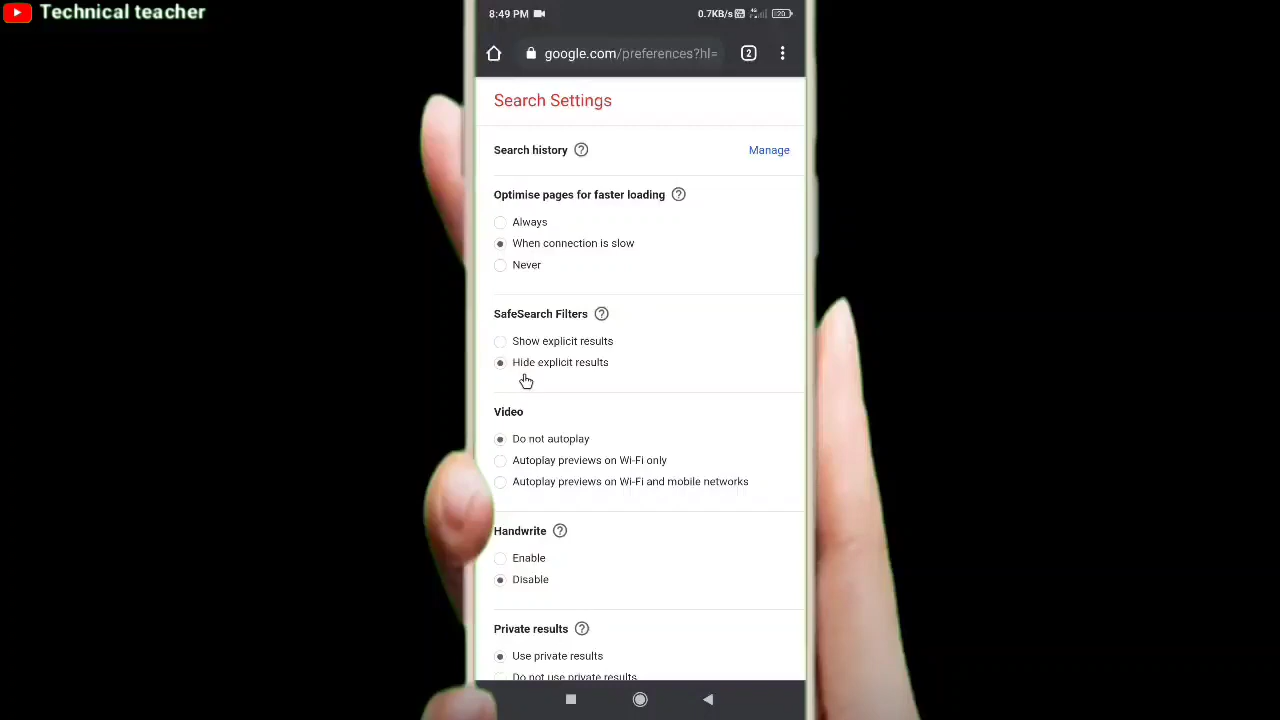 Technical teacher
8:49 PM
0.7KB/s
4G
20
google.com/preferences?hl=
2
Search Settings
Search history ?
Manage
Optimise pages for faster loading ?
Always
When connection is slow
Never
SafeSearch Filters ?
Show explicit results
Hide explicit results
Video
Do not autoplay
Autoplay previews on Wi-Fi only
Autoplay previews on Wi-Fi and mobile networks
Handwrite ?
Enable
Disable
Private results ?
Use private results
Do not use private results